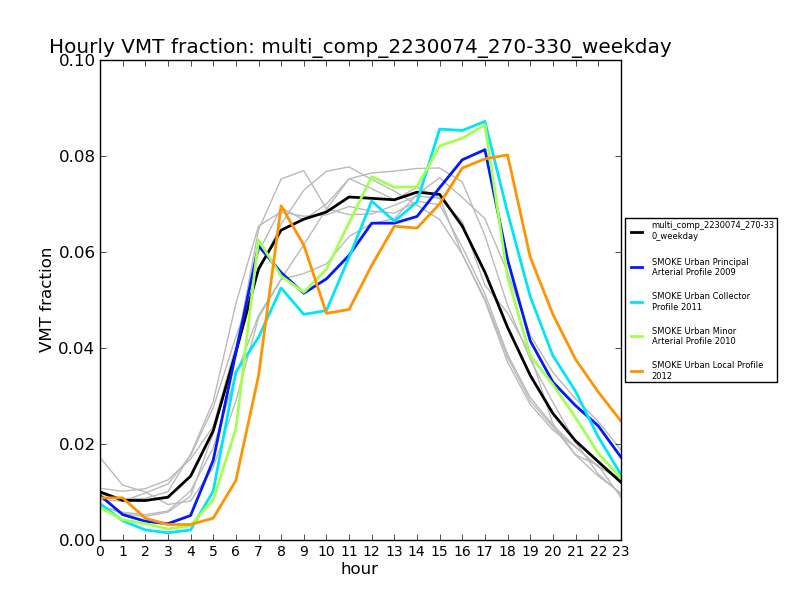 Hourly VMT fraction: multi_comp_2230074_270-330_weekday
0.10
0.08
0.06
0.04
0.02
0.00
VMT fraction
0 1 2 3 4 5 6 7 8 9 10 11 12 13 14 15 16 17 18 19 20 21 22 23
hour
multi_comp_2230074_270-33
0_weekday
SMOKE Urban Principal
Arterial Profile 2009
SMOKE Urban Collector
Profile 2011
SMOKE Urban Minor
Arterial Profile 2010
SMOKE Urban Local Profile
2012